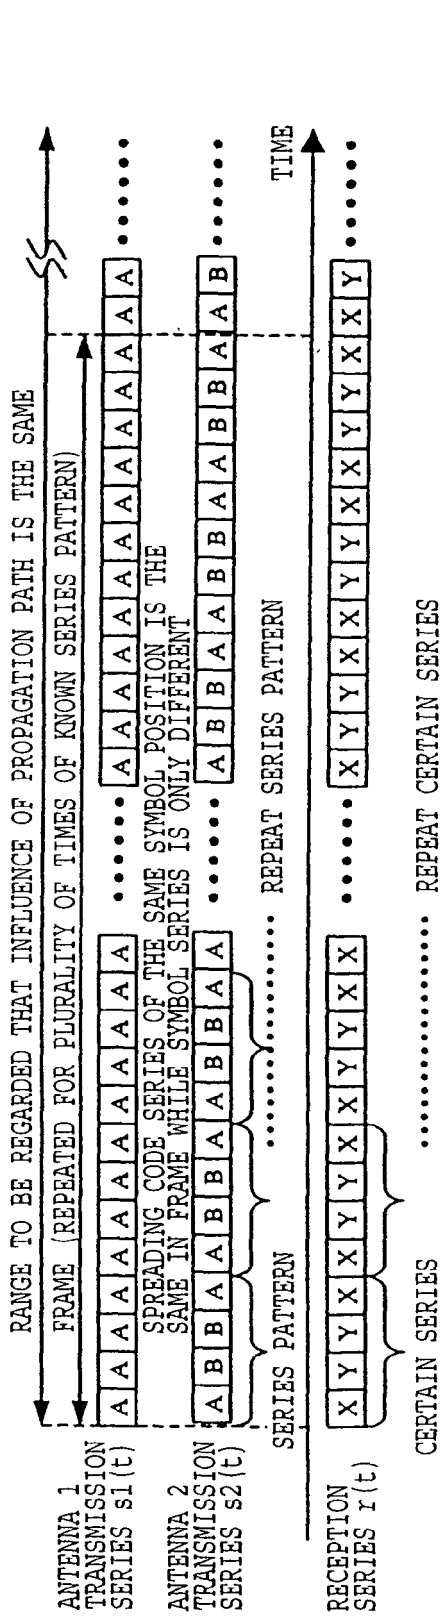 RANGE TO BE REGARDED THAT INFLUENCE OF PROPAGATION PATH IS THE SAME
FRAME (REPEATED FOR PLURALITY OF TIMES OF KNOWN SERIES PATTERN)
ANTENNA 1
TRANSMISSION
SERIES s1(t)
A A A A A A A A A A A A A •••••• A A A A A A A A A A A A A A ••••••
SPREADING CODE SERIES OF THE SAME SYMBOL POSITION IS THE
SAME IN FRAME WHILE SYMBOL SERIES IS ONLY DIFFERENT
ANTENNA 2
TRANSMISSION
SERIES s2(t)
A B B A A B B A A B B A A •••••• A B B A A B B A A B B A A B ••••••
SERIES PATTERN
REPEAT SERIES PATTERN
TIME
RECEPTION
SERIES r(t)
X Y Y X X Y Y X X Y Y X X •••••• X Y Y X X Y Y X X Y Y X X Y ••••••
CERTAIN SERIES
REPEAT CERTAIN SERIES